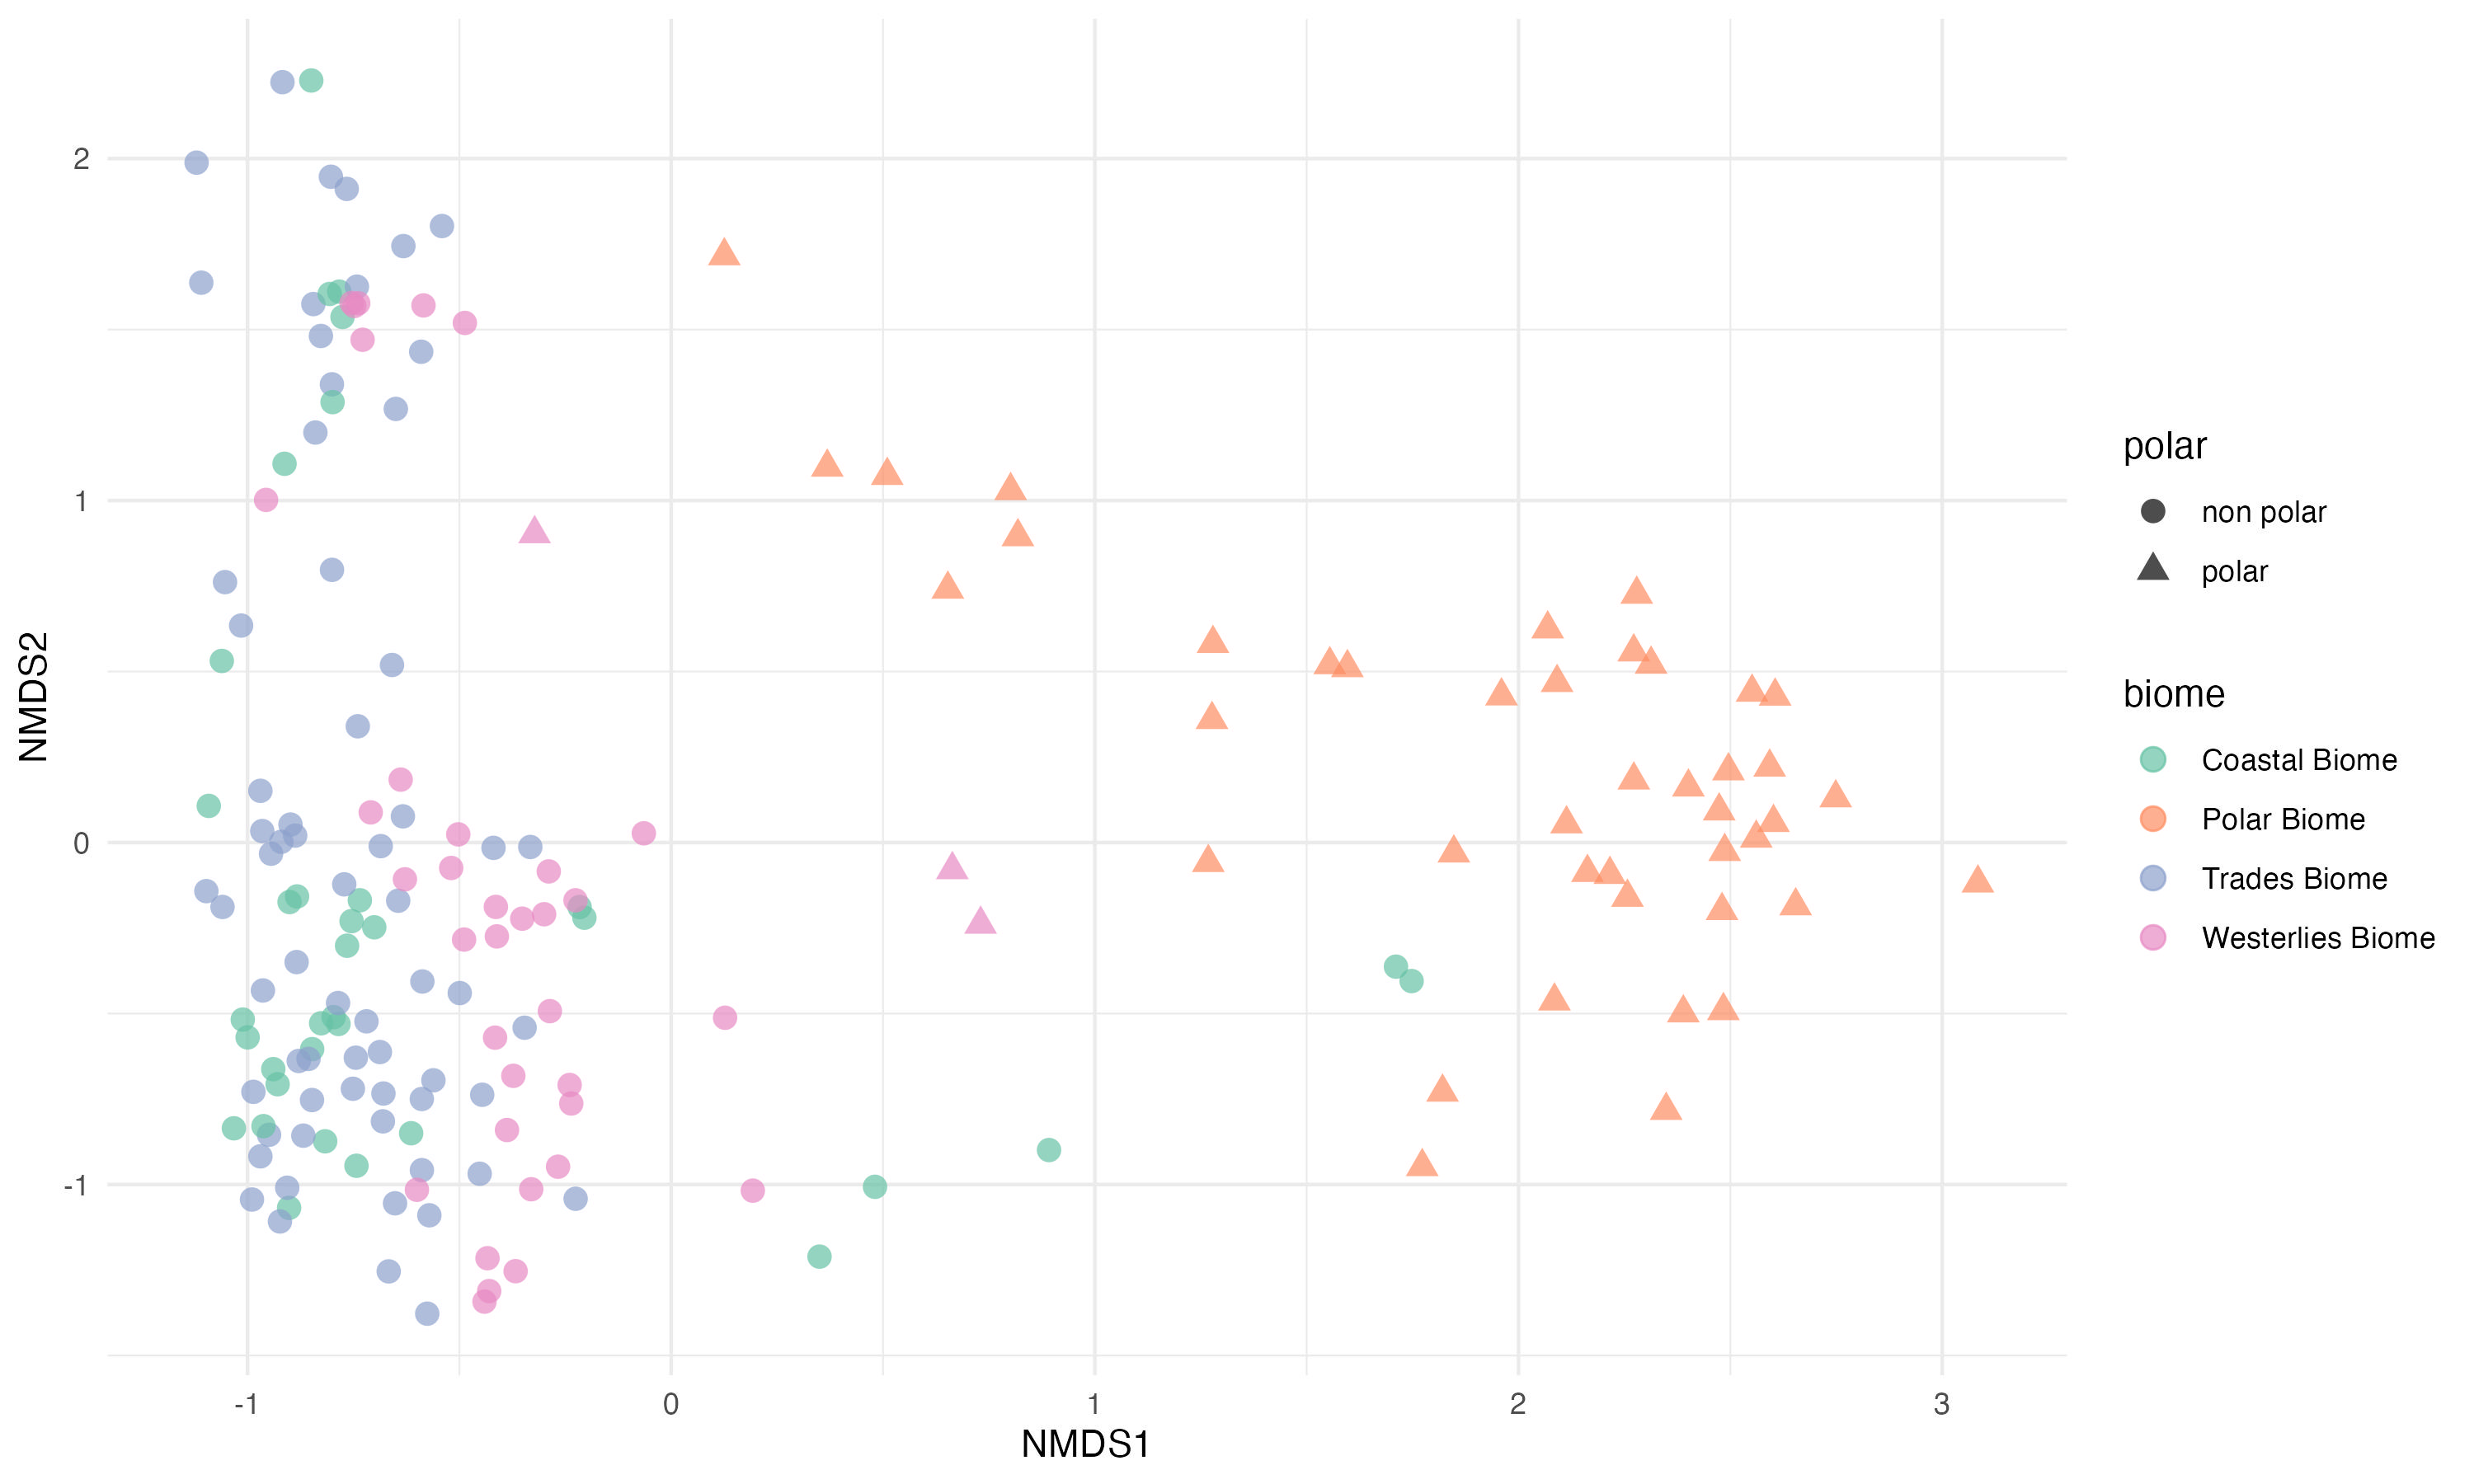 2
1
0
-1
NMDS2
-1
0
1
2
3
NMDS1
polar
non polar
polar
biome
Coastal Biome
Polar Biome
Trades Biome
Westerlies Biome